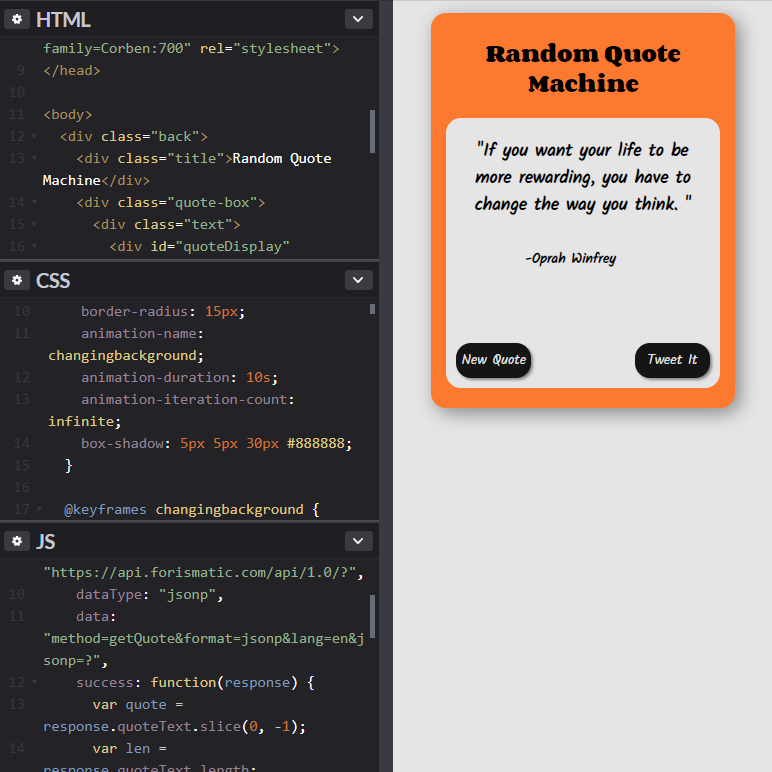 HTML
family=Corben:700" rel="stylesheet">
9 </head>
10
11 <body>
12 <div class="back">
13 <div class="title">Random Quote
Machine</div>
14 <div class="quote-box">
15 <div class="text">
16 <div id="quoteDisplay"
CSS
10 border-radius: 15px;
11 animation-name:
changingbackground;
12 animation-duration: 10s;
13 animation-iteration-count:
infinite;
14 box-shadow: 5px 5px 30px #888888;
15 }
16
17 @keyframes changingbackground {
JS
"https://api.forismatic.com/api/1.0/?",
10 dataType: "jsonp",
11 data:
"method=getQuote&format=jsonp&lang=en&j
sonp=?",
12 success: function(response) {
13 var quote =
response.quoteText.slice(0, -1);
14 var len =
response.quoteText.length;
Random Quote
Machine
"If you want your life to be
more rewarding, you have to
change the way you think. "
-Oprah Winfrey
New Quote
Tweet It